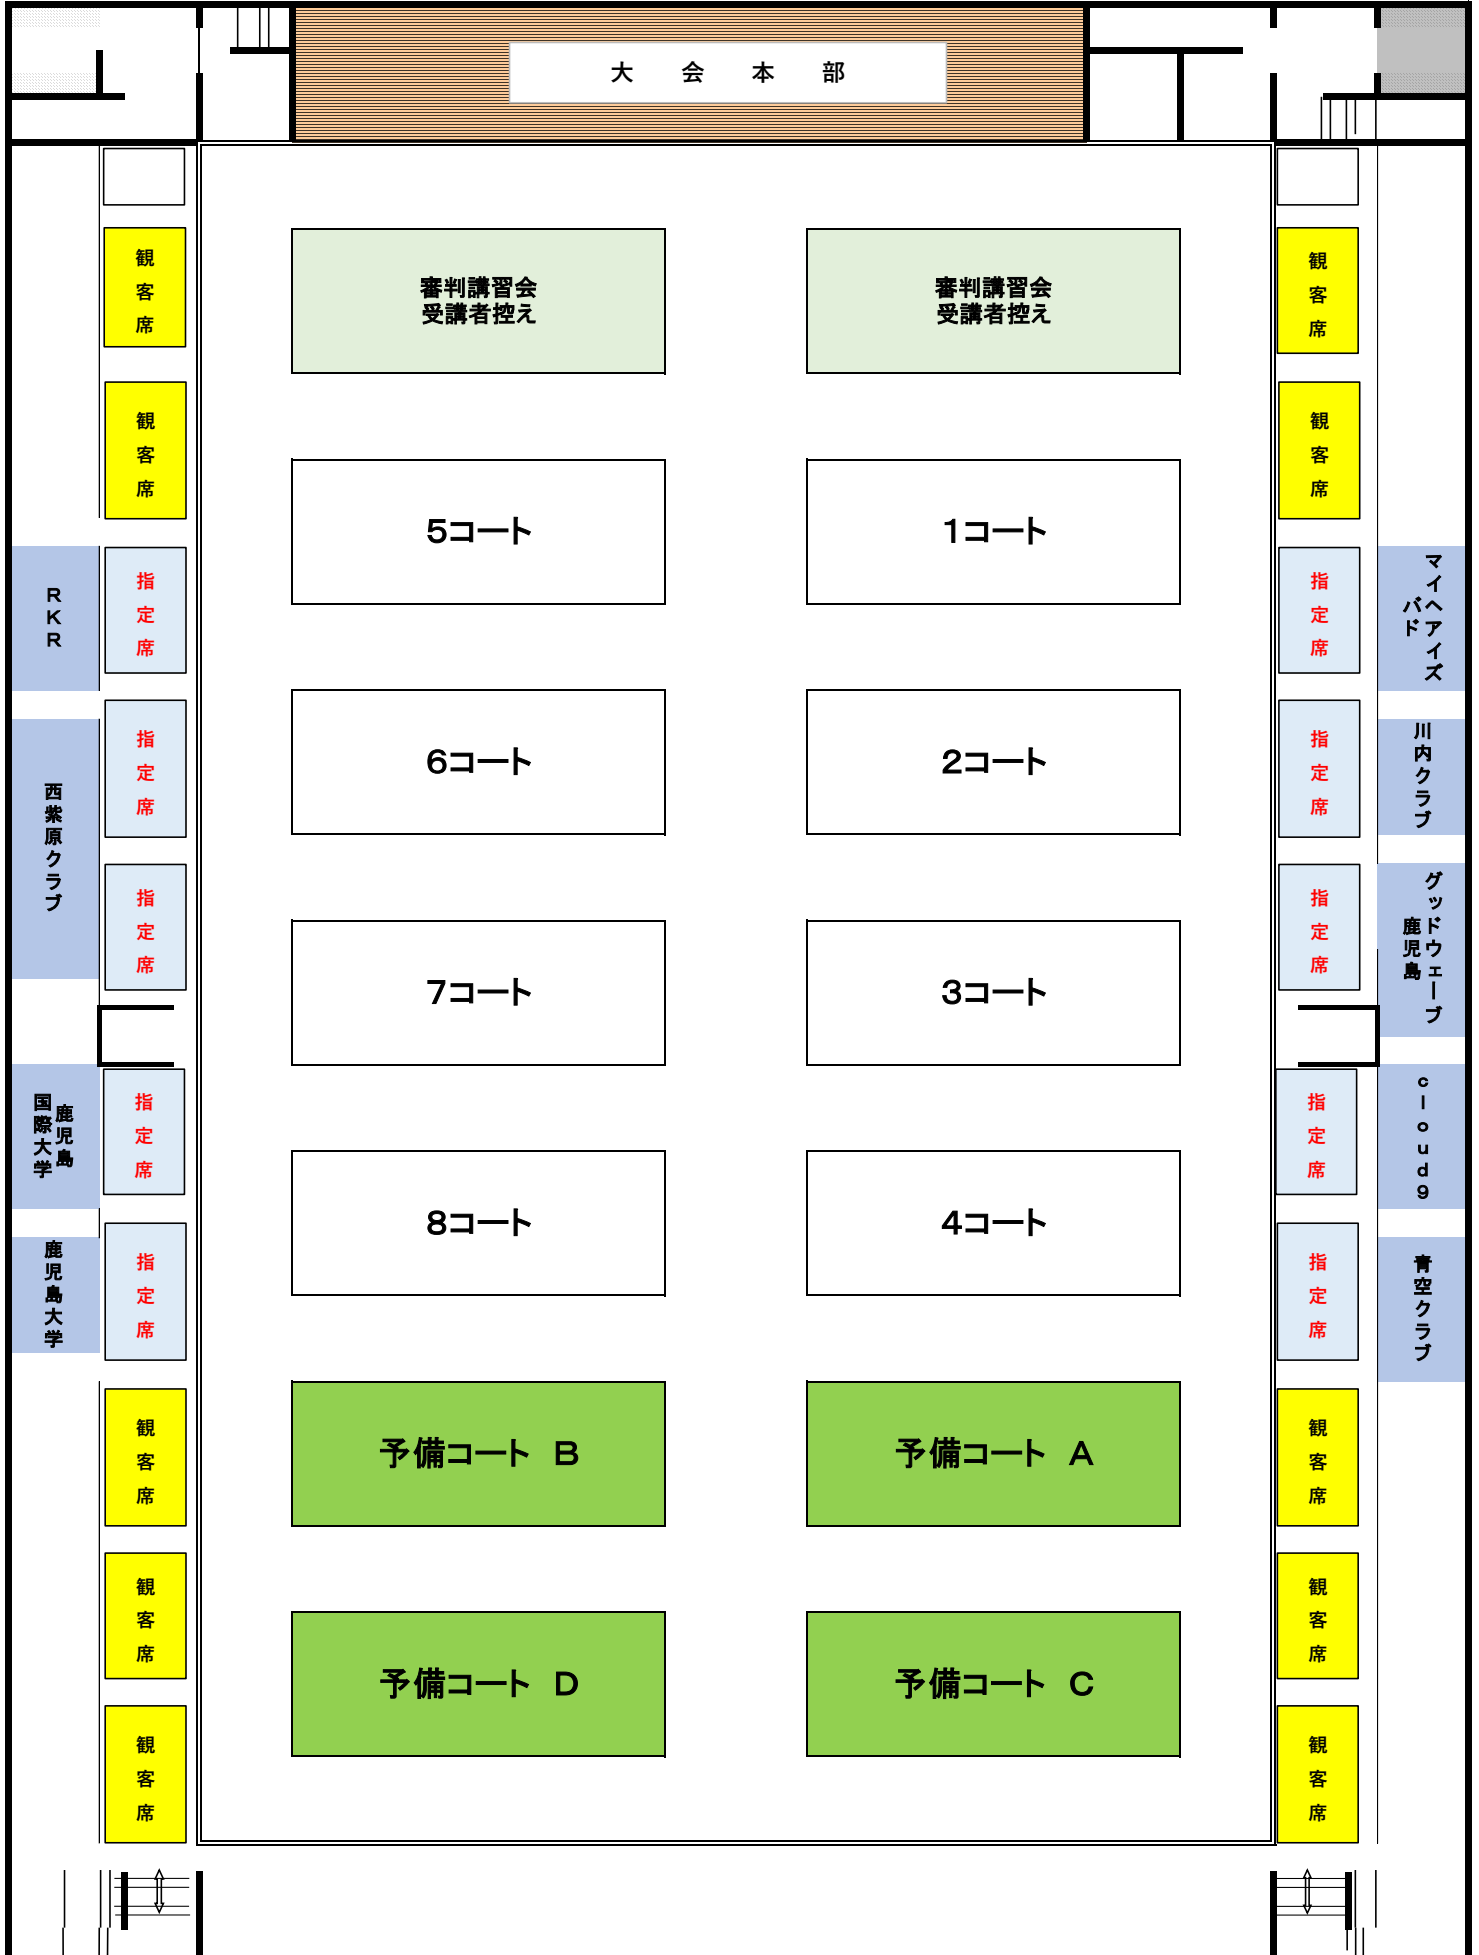 大　会　本　部
観客席
審判講習会
受講者控え
審判講習会
受講者控え
観客席
観客席
5コート
1コート
観客席
RKR
指定席
指定席
マイヘアイズ
バド
西紫原クラブ
指定席
6コート
2コート
指定席
川内クラブ
指定席
7コート
3コート
指定席
グッドウェーブ
鹿児島
鹿児島
国際大学
指定席
8コート
4コート
指定席
cloud9
鹿児島大学
指定席
指定席
青空クラブ
観客席
予備コート　B
予備コート　A
観客席
観客席
予備コート　D
予備コート　C
観客席
観客席
観客席